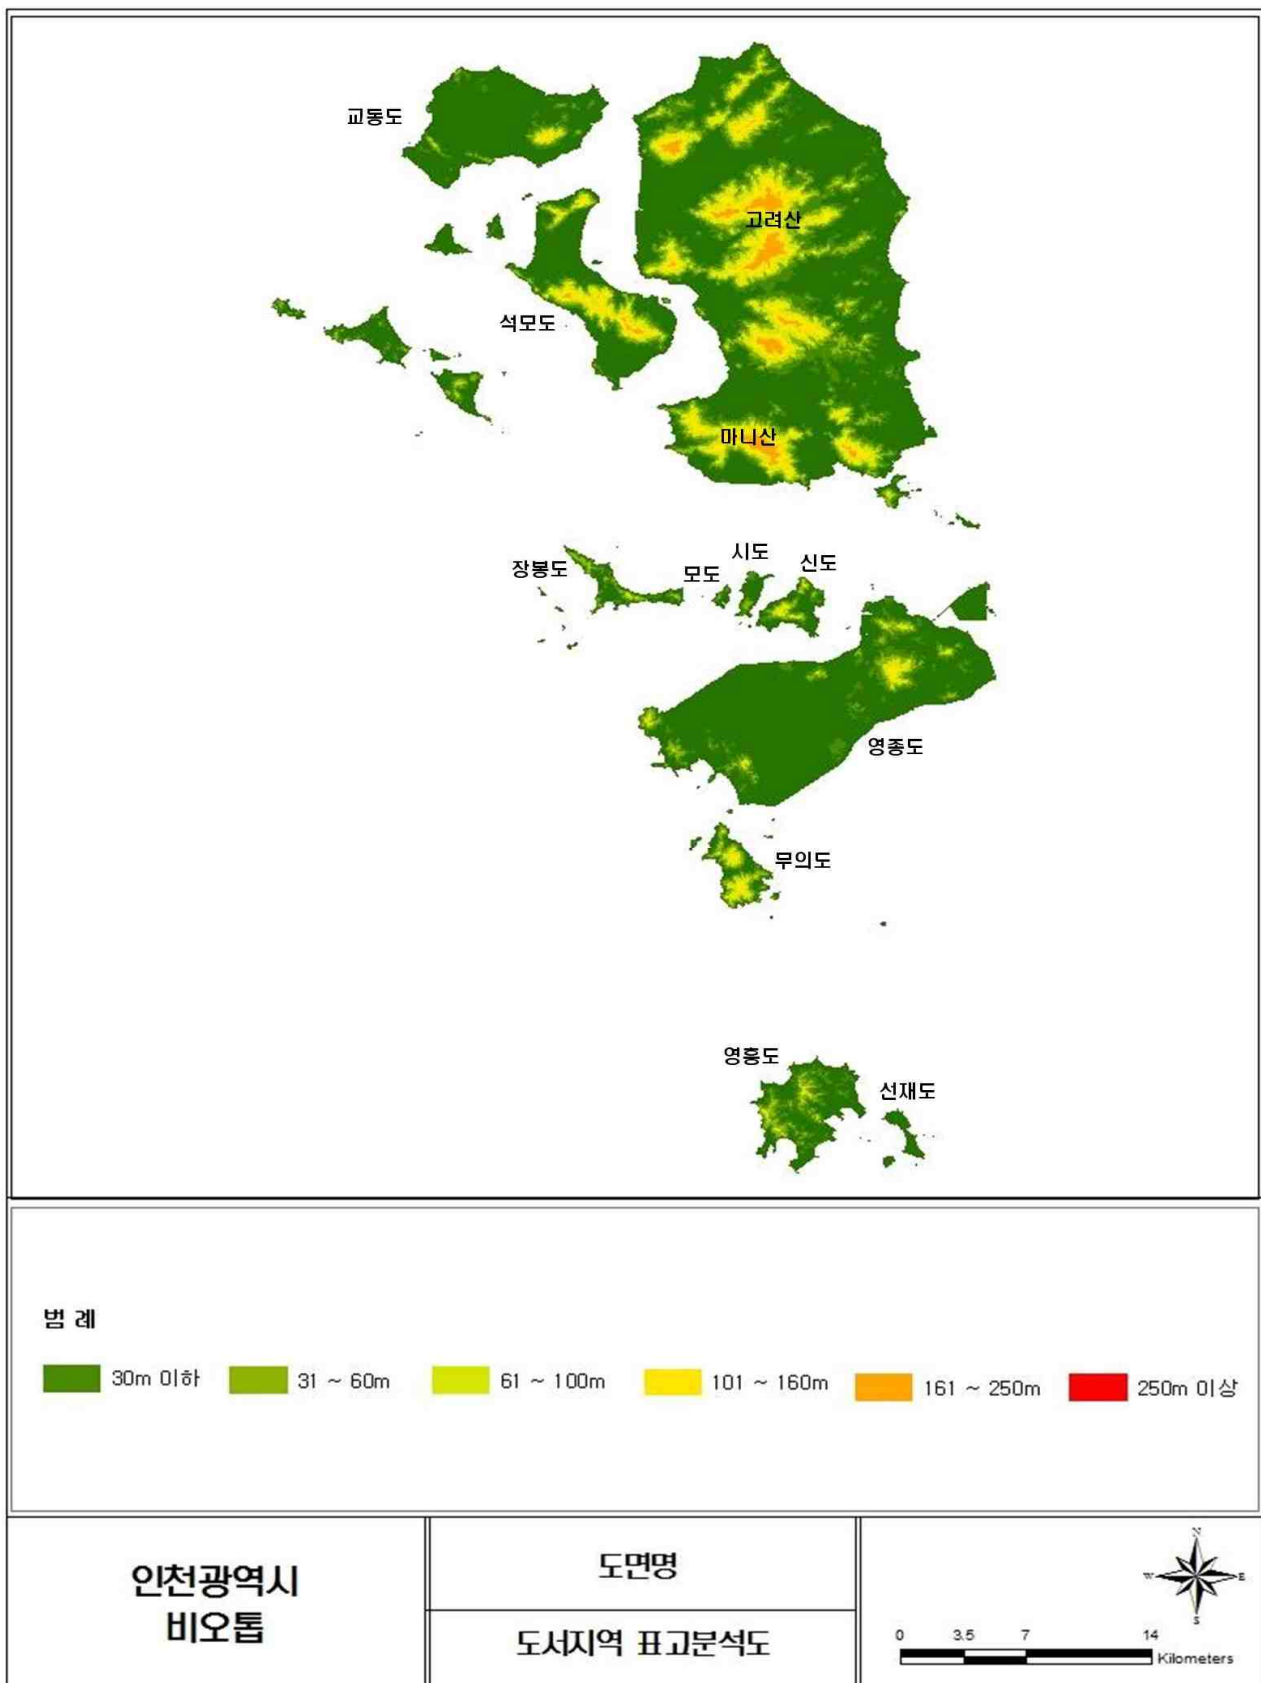 교동도
고려산
석모도
마니산
장봉도
모도
시도
신도
영종도
무의도
영흥도
선재도
범 례
30m 이하
31 ~ 60m
61 ~ 100m
101 ~ 160m
161 ~ 250m
250m 이상
인천광역시
비오톱
도면명
도서지역 표고분석도
N
W
E
S
0 3.5 7 14
Kilometers